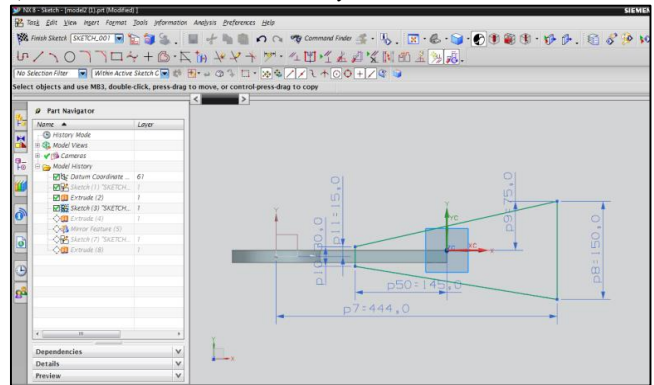 NX 8 - Sketch - [model2 (1).prt (Modified) ]
SIEMEN
Task Edit View Insert Format Tools Information Analysis Preferences Help
Finish Sketch SKETCH_001 Command Finder
No Selection Filter Within Active Sketch C
Select objects and use MB3, double-click, press-drag to move, or control-press-drag to copy
Part Navigator
Name Layer
History Mode
Model Views
Cameras
Model History
Datum Coordinate ... 61
Sketch (1) "SKETCH... 1
Extrude (2) 1
Sketch (3) "SKETCH... 1
Extrude (4) 1
Mirror Feature (5) 1
Sketch (7) "SKETCH... 1
Extrude (8) 1
Dependencies V
Details V
Preview V
p11=15,0
p9=75,0
Y
YC
XC
X
p8=150,0
p50=145,0
p7=444,0
X